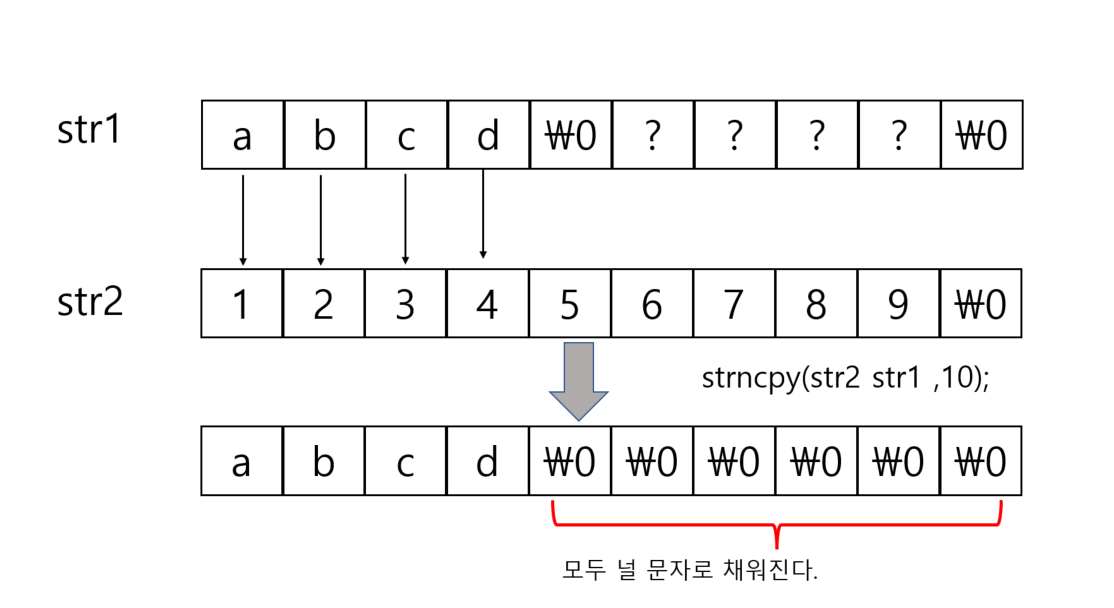 str1 a b c d ₩0 ? ? ? ? ₩0
str2 1 2 3 4 5 6 7 8 9 ₩0
strncpy(str2 str1 ,10);
a b c d ₩0 ₩0 ₩0 ₩0 ₩0 ₩0
모두 널 문자로 채워진다.